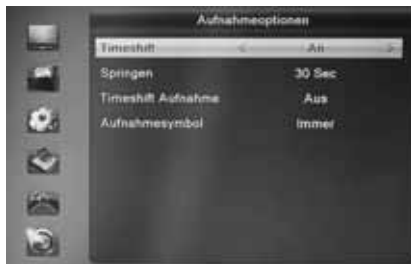 Aufnahmeoptionen
Timeshift < An >
Springen 30 Sec
Timeshift Aufnahme Aus
Aufnahmesymbol Immer